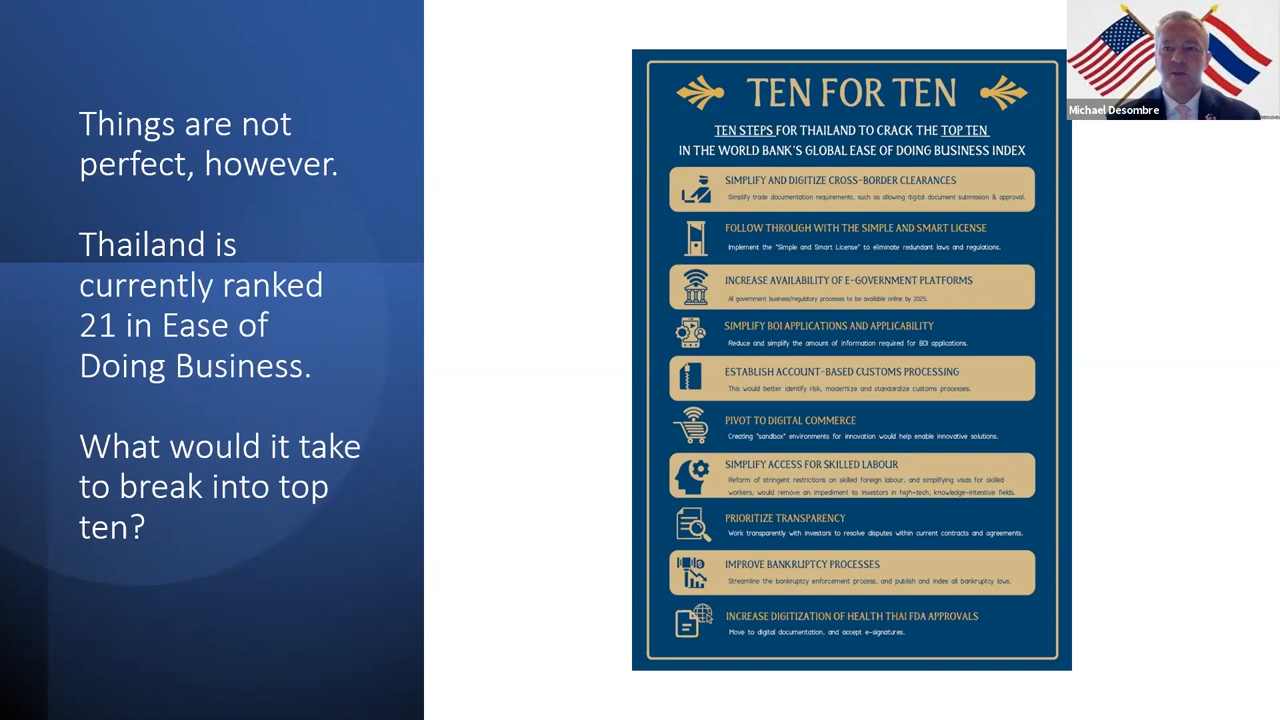 Things are not
perfect, however.
Thailand is
currently ranked
21 in Ease of
Doing Business.
What would it take
to break into top
ten?
TEN FOR TEN
TEN STEPS FOR THAILAND TO CRACK THE TOP TEN
IN THE WORLD BANK'S GLOBAL EASE OF DOING BUSINESS INDEX
SIMPLIFY AND DIGITIZE CROSS-BORDER CLEARANCES
Simplify trade documentation requirements, such as allowing digital document submission & approval.
FOLLOW THROUGH WITH THE SIMPLE AND SMART LICENSE
Implement the "Simple and Smart License" to eliminate redundant laws and regulations.
INCREASE AVAILABILITY OF E-GOVERNMENT PLATFORMS
All government business/regulatory processes to be available online by 2025.
SIMPLIFY BOI APPLICATIONS AND APPLICABILITY
Reduce and simplify the amount of information required for BOI applications.
ESTABLISH ACCOUNT-BASED CUSTOMS PROCESSING
This would better identify risk, modernize and standardize customs processes.
PIVOT TO DIGITAL COMMERCE
Creating "sandbox" environments for innovation would help enable innovative solutions.
SIMPLIFY ACCESS FOR SKILLED LABOUR
Reform of stringent restrictions on skilled foreign labour, and simplifying visas for skilled
workers, would remove an impediment to investors in high-tech, knowledge-intensive fields.
PRIORITIZE TRANSPARENCY
Work transparently with investors to resolve disputes within current contracts and agreements.
IMPROVE BANKRUPTCY PROCESSES
Streamline the bankruptcy enforcement process, and publish and index all bankruptcy laws.
INCREASE DIGITIZATION OF HEALTH THAI FDA APPROVALS
Move to digital documentation, and accept e-signatures.
Michael Desombre